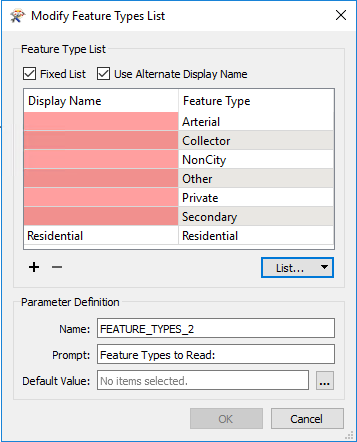 Modify Feature Types List
Feature Type List
Fixed List Use Alternate Display Name
Display Name Feature Type
Arterial
Collector
NonCity
Other
Private
Secondary
Residential Residential
List...
Parameter Definition
Name: FEATURE_TYPES_2
Prompt: Feature Types to Read:
Default Value: No items selected. ...
OK Cancel